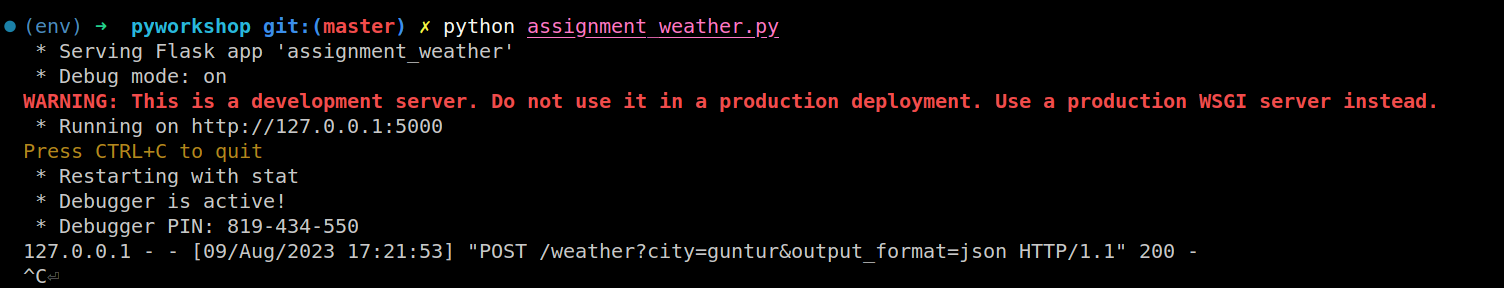 (env) ➜  pyworkshop git:(master) ✗ python assignment_weather.py
 * Serving Flask app 'assignment_weather'
 * Debug mode: on
WARNING: This is a development server. Do not use it in a production deployment. Use a production WSGI server instead.
 * Running on http://127.0.0.1:5000
Press CTRL+C to quit
 * Restarting with stat
 * Debugger is active!
 * Debugger PIN: 819-434-550
127.0.0.1 - - [09/Aug/2023 17:21:53] "POST /weather?city=guntur&output_format=json HTTP/1.1" 200 -
^C⏎